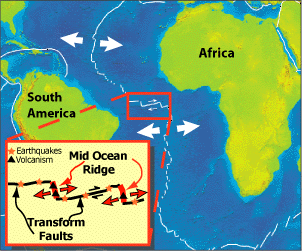 Africa
South
America
Earthquakes
Volcanism
Mid Ocean
Ridge
Transform
Faults